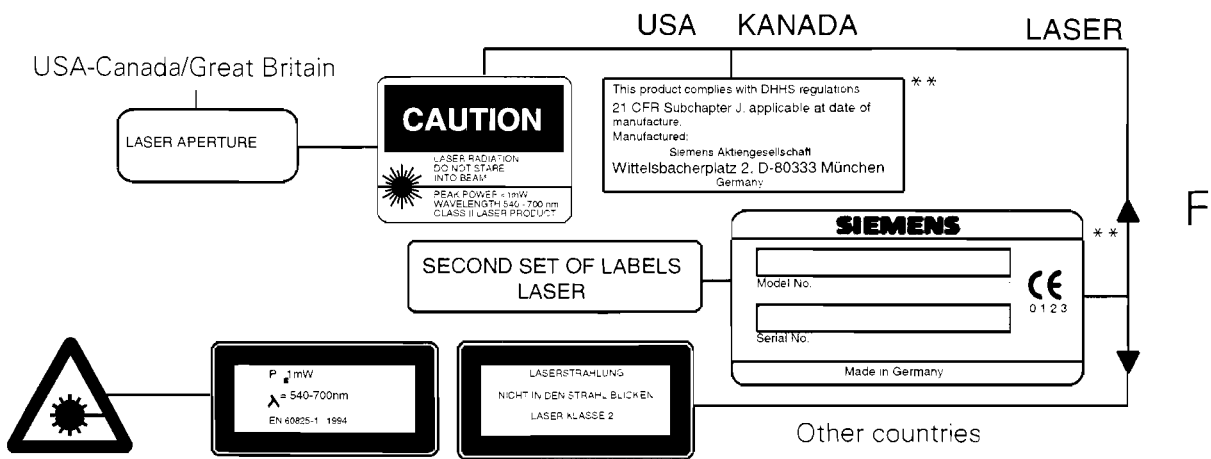 USA KANADA LASER
USA-Canada/Great Britain
LASER APERTURE
CAUTION
LASER RADIATION
DO NOT STARE
INTO BEAM
PEAK POWER <1mW
WAVELENGTH 540 - 700 nm
CLASS II LASER PRODUCT
This product complies with DHHS regulations
21 CFR Subchapter J. applicable at date of
manufacture.
Manufactured:
Siemens Aktiengesellschaft
Wittelsbacherplatz 2, D-80333 München
Germany
**
F
SECOND SET OF LABELS
LASER
SIEMENS
**
Model No.
CE
0123
Serial No.
Made in Germany
P ≤ 1mW
λ = 540-700nm
EN 60825-1 1994
LASERSTRAHLUNG
NICHT IN DEN STRAHL BLICKEN
LASER KLASSE 2
Other countries